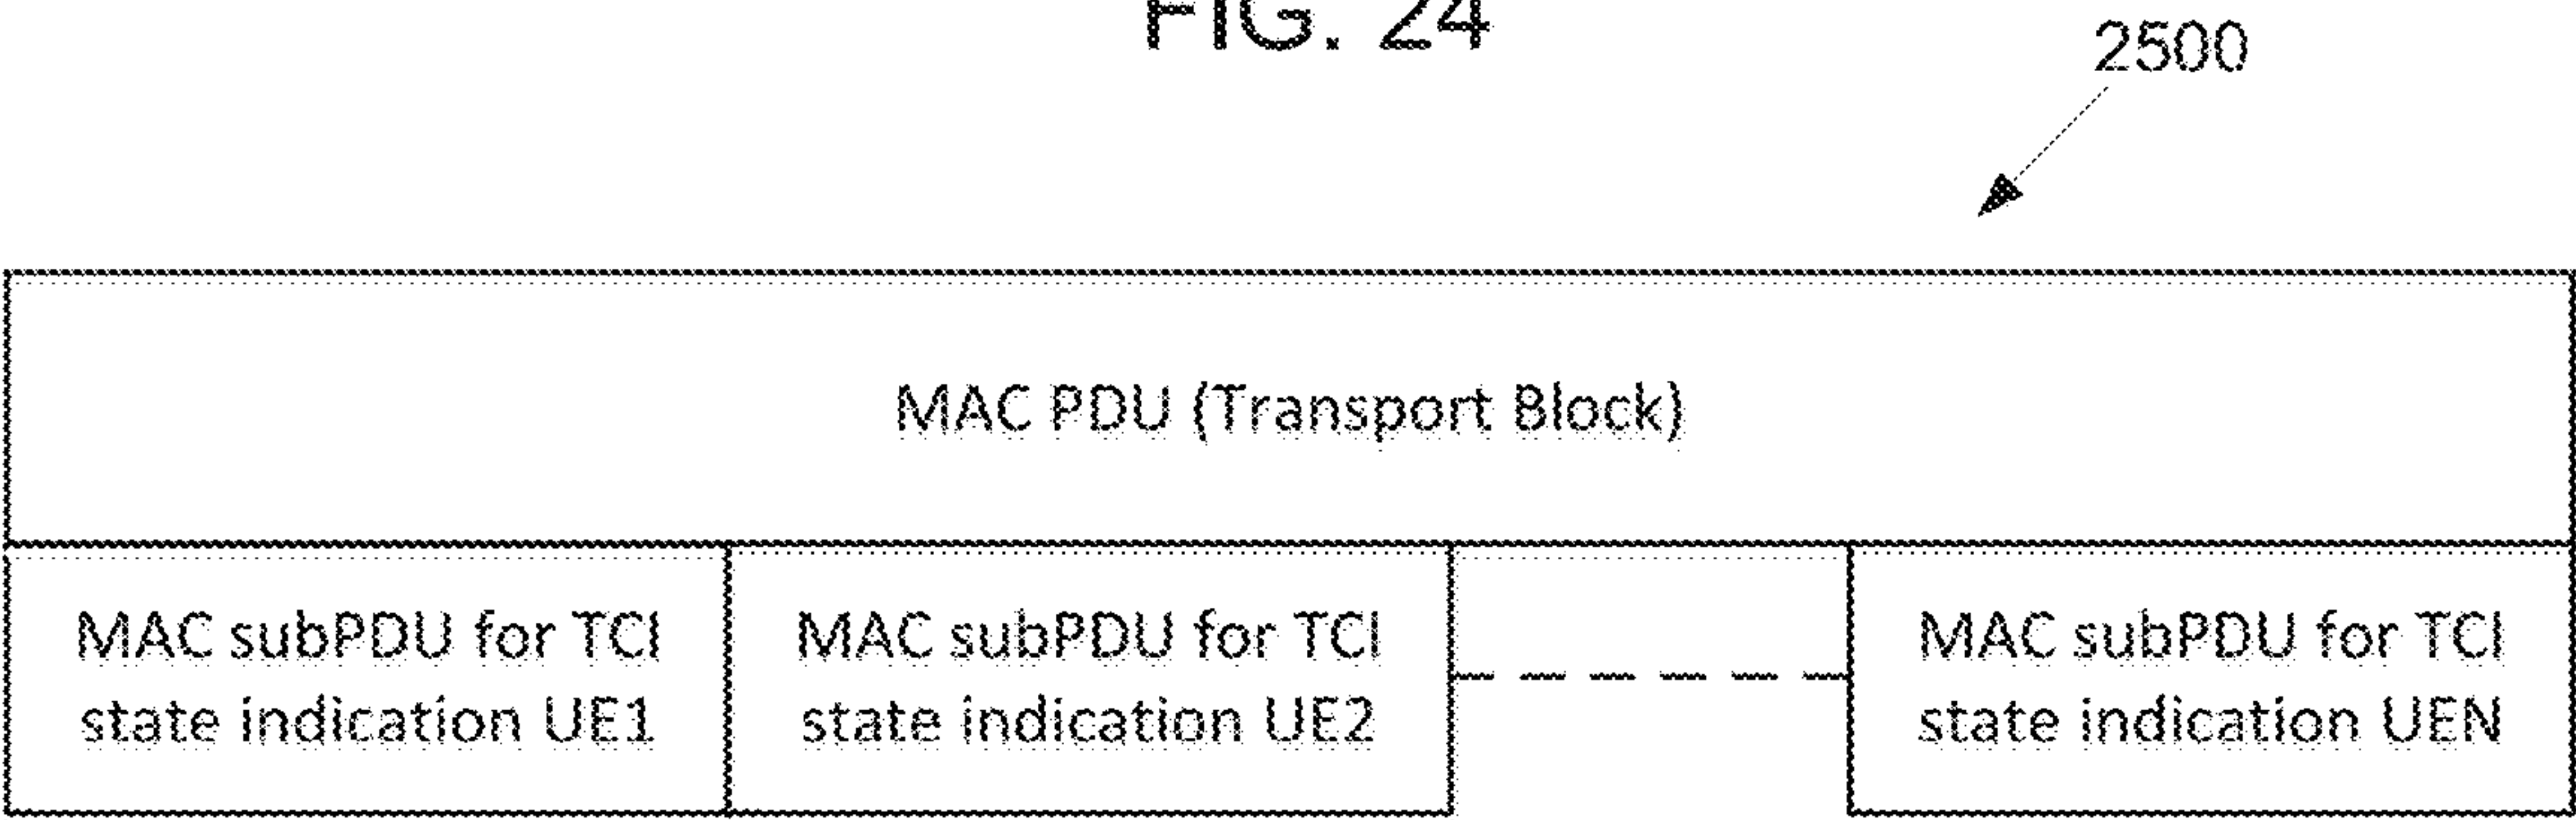 FIG. 24
2500
MAC PDU (Transport Block)
MAC subPDU for TCI
state indication UE1
MAC subPDU for TCI
state indication UE2
MAC subPDU for TCI
state indication UEN